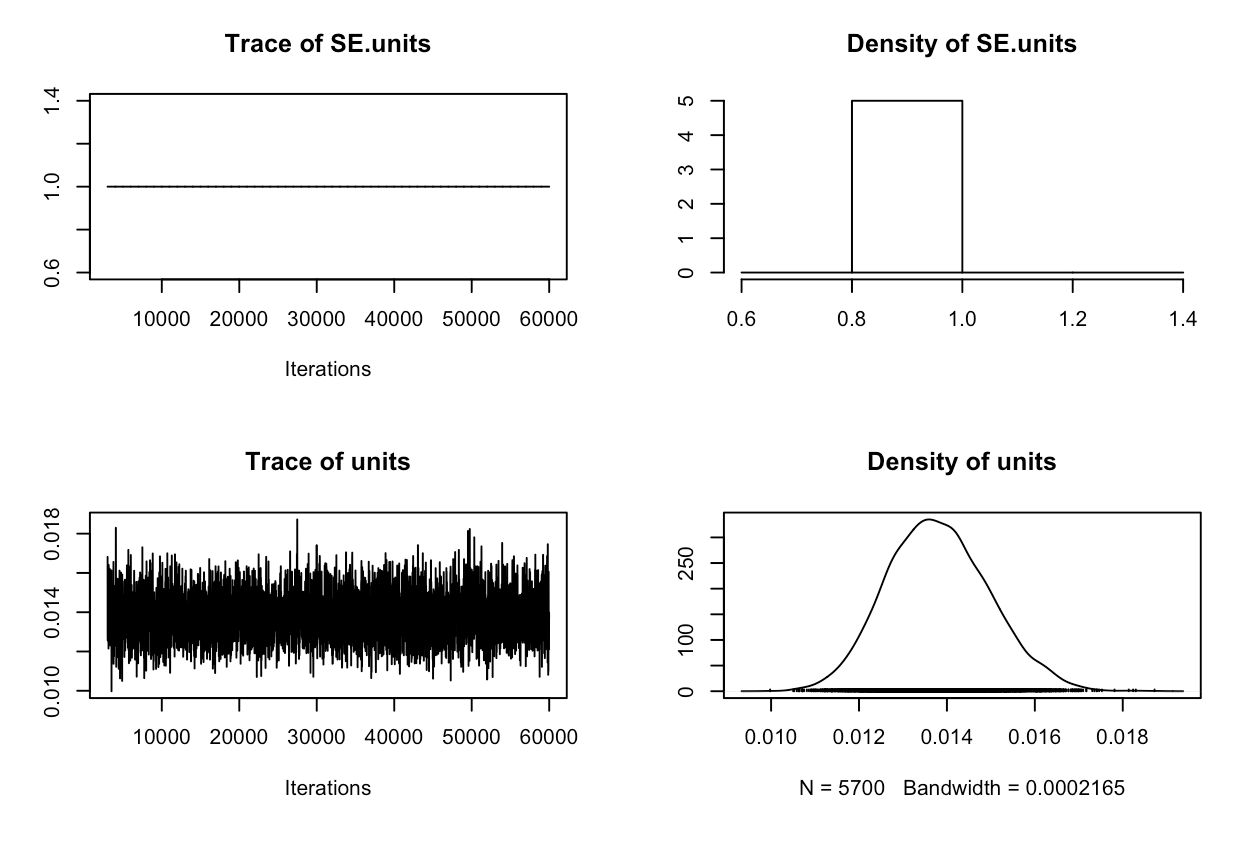 Trace of SE.units
1.4
1.0
0.6
10000 20000 30000 40000 50000 60000
Iterations
Density of SE.units
5
4
3
2
1
0
0.6 0.8 1.0 1.2 1.4
Trace of units
0.018
0.014
0.010
10000 20000 30000 40000 50000 60000
Iterations
Density of units
250
100
0
0.010 0.012 0.014 0.016 0.018
N = 5700 Bandwidth = 0.0002165